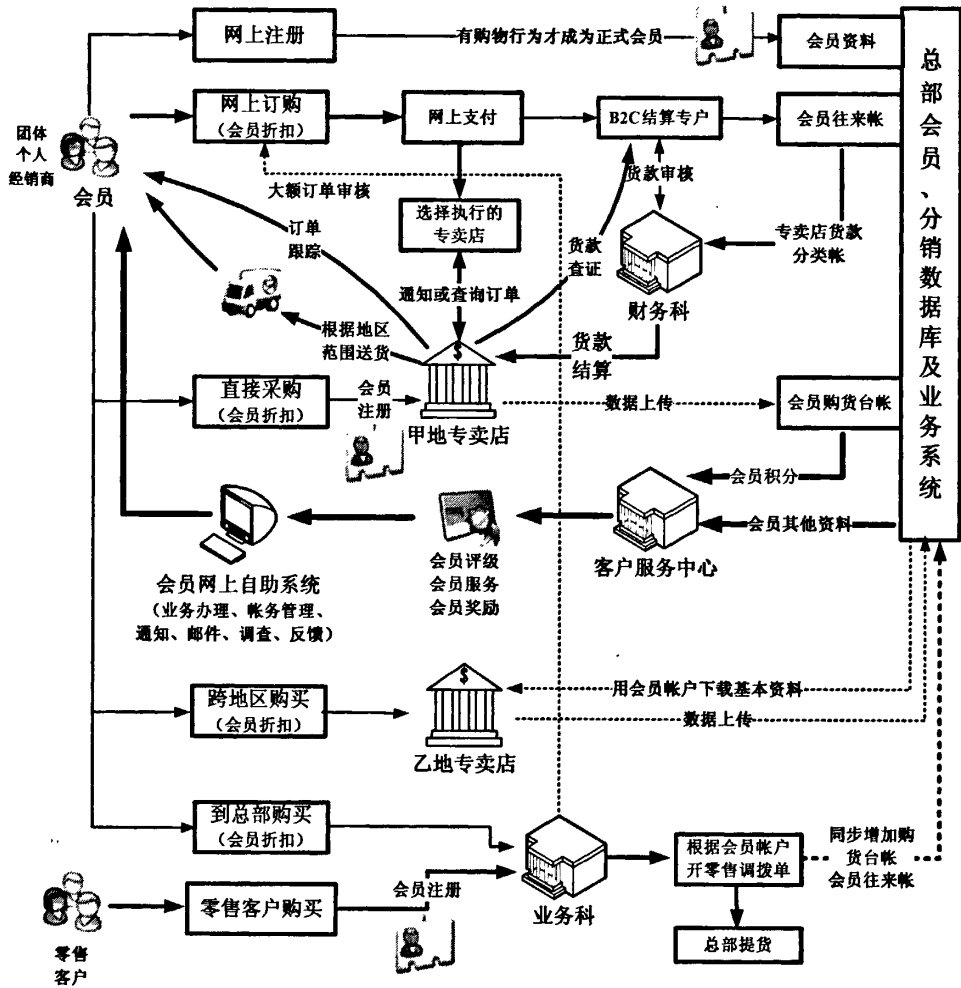 网上注册
有购物行为才成为正式会员
会员资料
总部会员、分销数据库及业务系统
团体
个人
经销商
会员
网上订购
（会员折扣）
网上支付
B2C结算专户
会员往来帐
大额订单审核
货款审核
选择执行的
专卖店
专卖店货款
分类帐
订单
跟踪
货款
查证
通知或查询订单
财务科
根据地区
范围送货
货款
结算
直接采购
（会员折扣）
会员
注册
甲地专卖店
数据上传
会员购货台帐
会员积分
会员其他资料
客户服务中心
会员评级
会员服务
会员奖励
会员网上自助系统
（业务办理、帐务管理、
通知、邮件、调查、反馈）
跨地区购买
（会员折扣）
用会员帐户下载基本资料
数据上传
乙地专卖店
到总部购买
（会员折扣）
根据会员帐户
开零售调拨单
同步增加购
货台帐
会员往来帐
零售客户购买
会员注册
业务科
总部提货
零售
客户